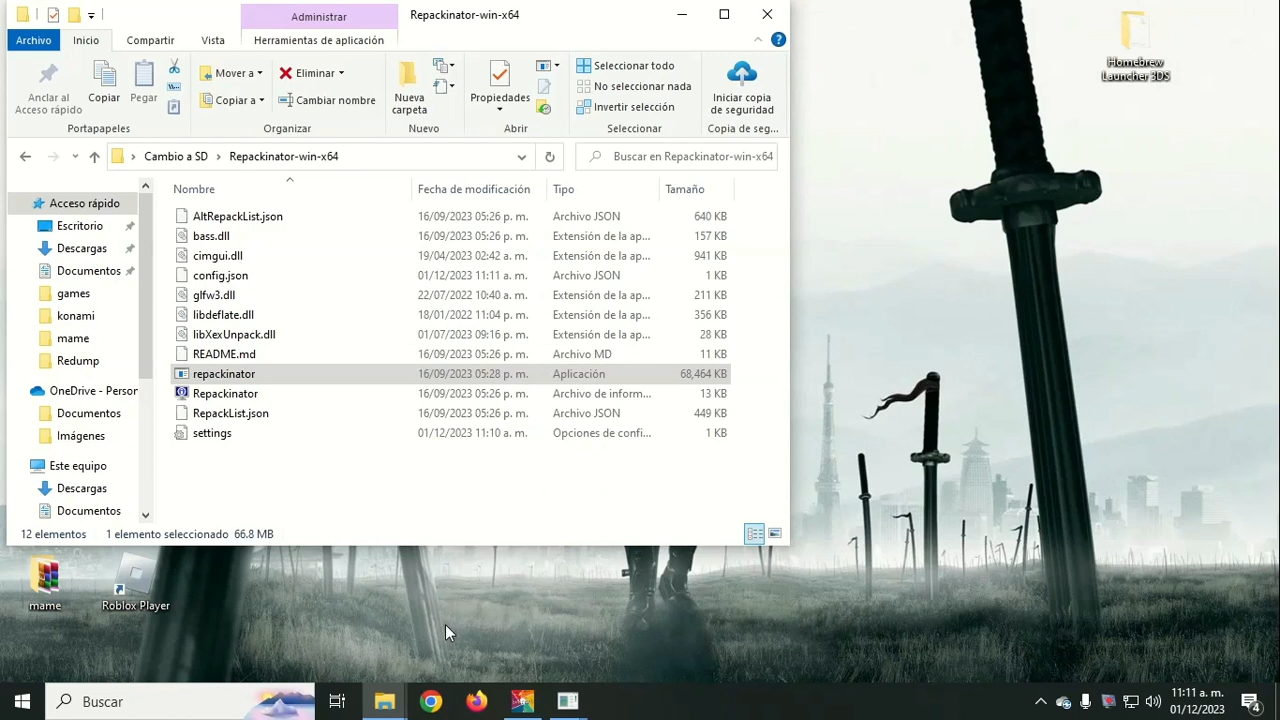 Administrar
Repackinator-win-x64
Archivo
Inicio
Compartir
Vista
Herramientas de aplicación
Anclar al
Acceso rápido
Copiar
Pegar
Portapapeles
Mover a
Copiar a
Eliminar
Cambiar nombre
Organizar
Nueva
carpeta
Nuevo
Propiedades
Abrir
Seleccionar todo
No seleccionar nada
Invertir selección
Seleccionar
Iniciar copia
de seguridad
Copia de seg...
Cambio a SD > Repackinator-win-x64
Buscar en Repackinator-win-x64
Acceso rápido
Escritorio
Descargas
Documentos
games
konami
mame
Redump
OneDrive - Person
Documentos
Imágenes
Este equipo
Descargas
Documentos
Nombre Fecha de modificación Tipo Tamaño
AltRepackList.json 16/09/2023 05:26 p. m. Archivo JSON 640 KB
bass.dll 16/09/2023 05:26 p. m. Extensión de la ap... 157 KB
cimgui.dll 19/04/2023 02:42 a. m. Extensión de la ap... 941 KB
config.json 01/12/2023 11:11 a. m. Archivo JSON 1 KB
glfw3.dll 22/07/2022 10:40 a. m. Extensión de la ap... 211 KB
libdeflate.dll 18/01/2022 11:04 p. m. Extensión de la ap... 356 KB
libXexUnpack.dll 01/07/2023 09:16 p. m. Extensión de la ap... 28 KB
README.md 16/09/2023 05:26 p. m. Archivo MD 11 KB
repackinator 16/09/2023 05:28 p. m. Aplicación 68,464 KB
Repackinator 16/09/2023 05:26 p. m. Archivo de inform... 13 KB
RepackList.json 16/09/2023 05:26 p. m. Archivo JSON 449 KB
settings 01/12/2023 11:10 a. m. Opciones de confi... 1 KB
12 elementos 1 elemento seleccionado 66.8 MB
Homebrew
Launcher 3DS
mame
Roblox Player
Buscar
11:11 a. m.
01/12/2023
4